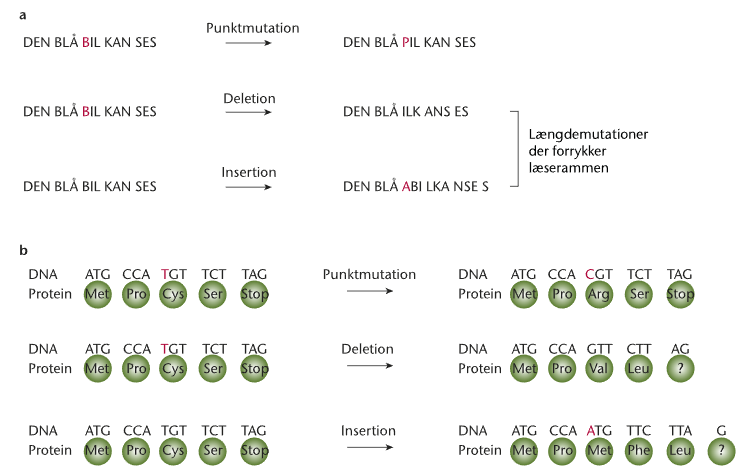 a
Punktmutation
DEN BLÅ BIL KAN SES DEN BLÅ PIL KAN SES
Deletion
DEN BLÅ BIL KAN SES DEN BLÅ ILK ANS ES
Længdemutationer
der forrykker
læserammen
Insertion
DEN BLÅ BIL KAN SES DEN BLÅ ABI LKA NSE S
b
DNA ATG CCA TGT TCT TAG Punktmutation DNA ATG CCA CGT TCT TAG
Protein Met Pro Cys Ser Stop Protein Met Pro Arg Ser Stop
DNA ATG CCA TGT TCT TAG Deletion DNA ATG CCA GTT CTT AG
Protein Met Pro Cys Ser Stop Protein Met Pro Val Leu ?
DNA ATG CCA TGT TCT TAG Insertion DNA ATG CCA ATG TTC TTA G
Protein Met Pro Cys Ser Stop Protein Met Pro Met Phe Leu ?